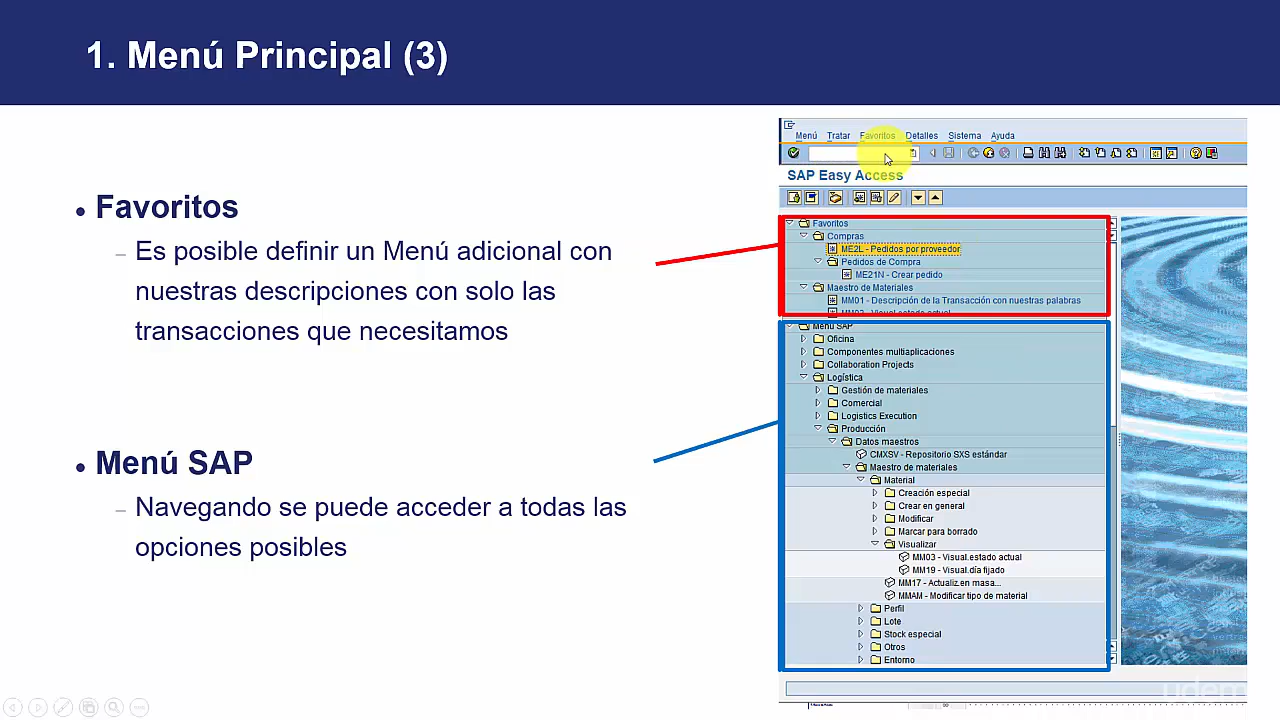 1. Menú Principal (3)
• Favoritos
– Es posible definir un Menú adicional con
nuestras descripciones con solo las
transacciones que necesitamos
• Menú SAP
– Navegando se puede acceder a todas las
opciones posibles
Menú Tratar Favoritos Detalles Sistema Ayuda
SAP Easy Access
Favoritos
Compras
ME2L - Pedidos por proveedor
Pedidos de Compra
ME21N - Crear pedido
Maestro de Materiales
MM01 - Descripción de la Transacción con nuestras palabras
MM03 - Visual.estado actual
Menú SAP
Oficina
Componentes multiaplicaciones
Collaboration Projects
Logística
Gestión de materiales
Comercial
Logistics Execution
Producción
Datos maestros
CMXSV - Repositorio SXS estándar
Maestro de materiales
Material
Creación especial
Crear en general
Modificar
Marcar para borrado
Visualizar
MM03 - Visual.estado actual
MM19 - Visual.día fijado
MM17 - Actualiz.en masa...
MMAM - Modificar tipo de material
Perfil
Lote
Stock especial
Otros
Entorno